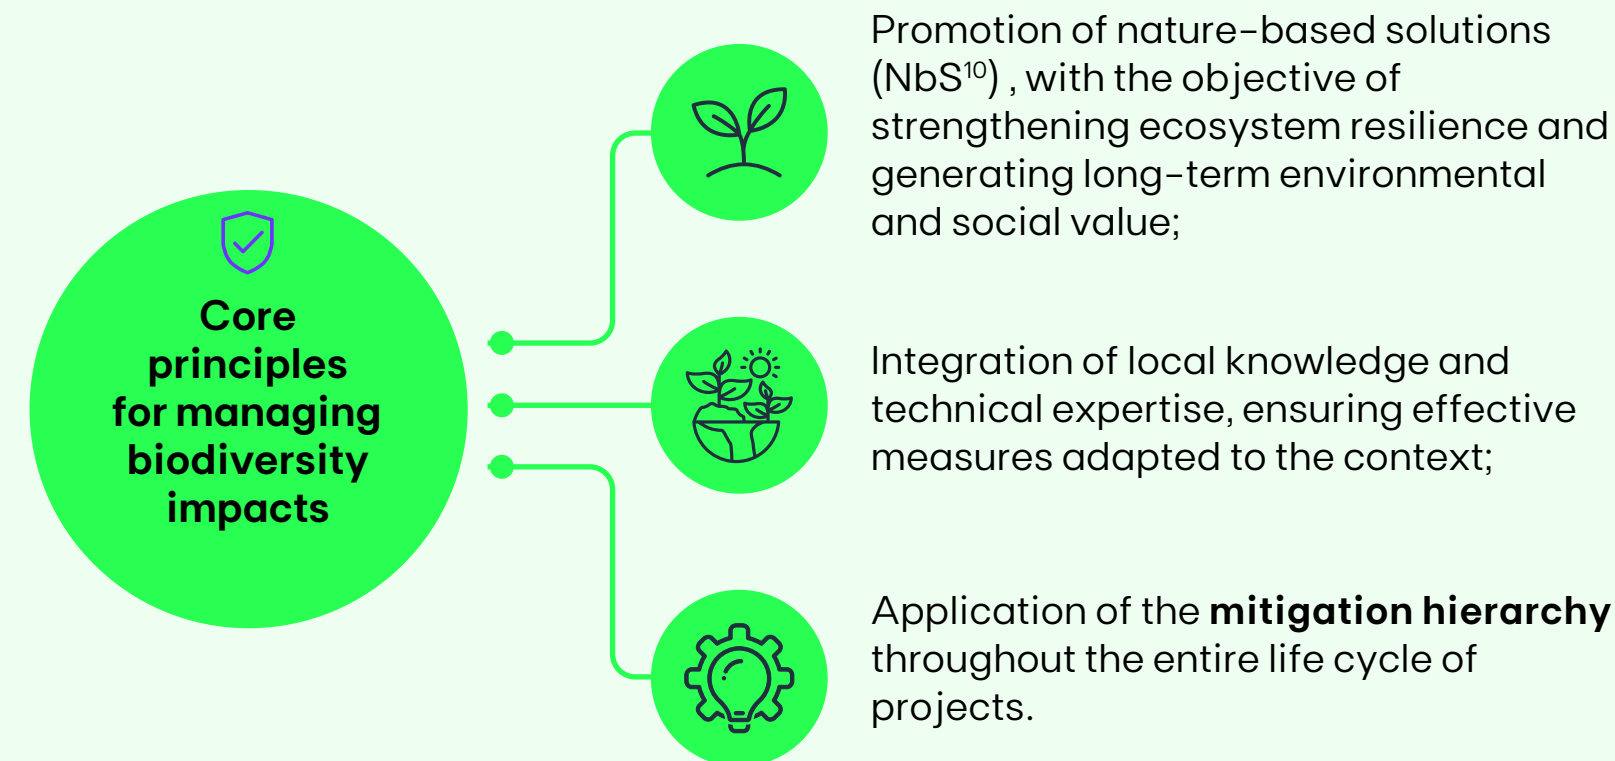 Core
principles
for managing
biodiversity
impacts
Promotion of nature-based solutions
(NbS¹⁰) , with the objective of
strengthening ecosystem resilience and
generating long-term environmental
and social value;
Integration of local knowledge and
technical expertise, ensuring effective
measures adapted to the context;
Application of the mitigation hierarchy
throughout the entire life cycle of
projects.